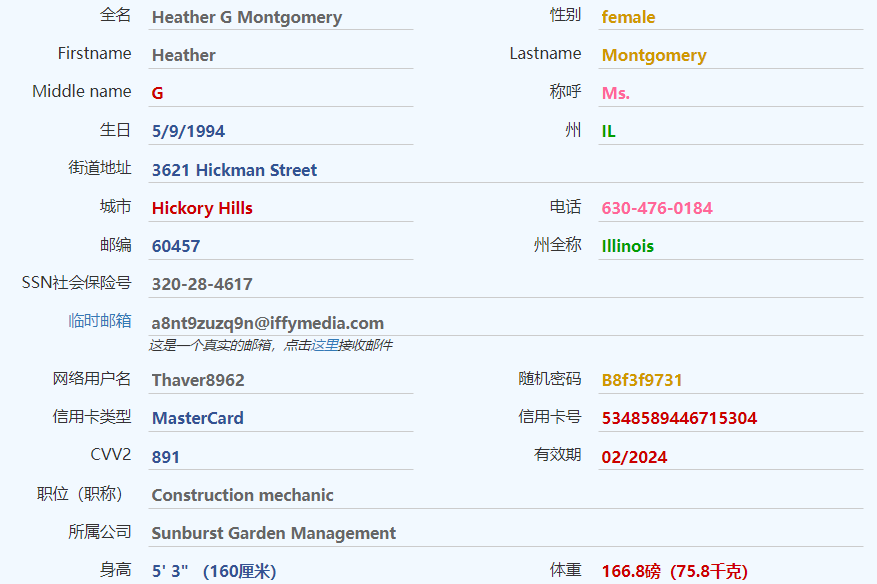 全名 Heather G Montgomery 性别 female
Firstname Heather Lastname Montgomery
Middle name G 称呼 Ms.
生日 5/9/1994 州 IL
街道地址 3621 Hickman Street
城市 Hickory Hills 电话 630-476-0184
邮编 60457 州全称 Illinois
SSN社会保险号 320-28-4617
临时邮箱 a8nt9zuzq9n@iffymedia.com
这是一个真实的邮箱，点击这里接收邮件
网络用户名 Thaver8962 随机密码 B8f3f9731
信用卡类型 MasterCard 信用卡号 5348589446715304
CVV2 891 有效期 02/2024
职位（职称） Construction mechanic
所属公司 Sunburst Garden Management
身高 5' 3" （160厘米） 体重 166.8磅（75.8千克）